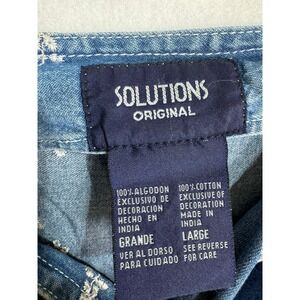 SOLUTIONS
ORIGINAL
100% ALGODON
EXCLUSIVO DE
DECORACION
HECHO EN
INDIA
GRANDE
VER AL DORSO
PARA CUIDADO
100% COTTON
EXCLUSIVE OF
DECORATION
MADE IN
INDIA
LARGE
SEE REVERSE
FOR CARE